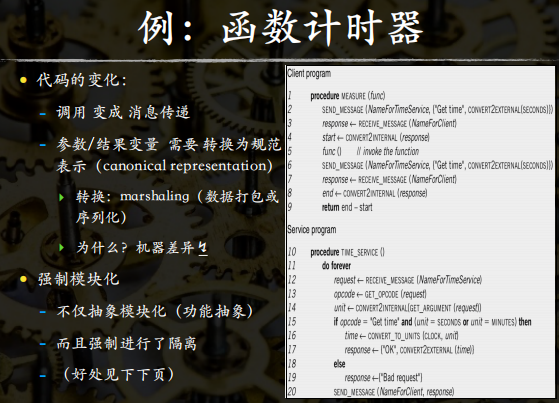 例：函数计时器
• 代码的变化：
– 调用 变成 消息传递
– 参数/结果变量 需要 转换为规范
表示（canonical representation）
转换：marshaling（数据打包或
序列化）
为什么？机器差异↯
• 强制模块化
– 不仅抽象模块化（功能抽象）
– 而且强制进行了隔离
– （好处见下下页）
Client program
1 procedure MEASURE (func)
2 SEND_MESSAGE (NameForTimeService, {"Get time", CONVERT2EXTERNAL(SECONDS)})
3 response ← RECEIVE_MESSAGE (NameForClient)
4 start ← CONVERT2INTERNAL (response)
5 func () // invoke the function
6 SEND_MESSAGE (NameForTimeService, {"Get time", CONVERT2EXTERNAL(SECONDS)})
7 response ← RECEIVE_MESSAGE (NameForClient)
8 end ← CONVERT2INTERNAL (response)
9 return end – start
Service program
10 procedure TIME_SERVICE ()
11 do forever
12 request ← RECEIVE_MESSAGE (NameForTimeService)
13 opcode ← GET_OPCODE (request)
14 unit ← CONVERT2INTERNAL(GET_ARGUMENT (request))
15 if opcode = "Get time" and (unit = SECONDS or unit = MINUTES) then
16 time ← CONVERT_TO_UNITS (CLOCK, unit)
17 response ← {"OK", CONVERT2EXTERNAL (time)}
18 else
19 response ← {"Bad request"}
20 SEND_MESSAGE (NameForClient, response)